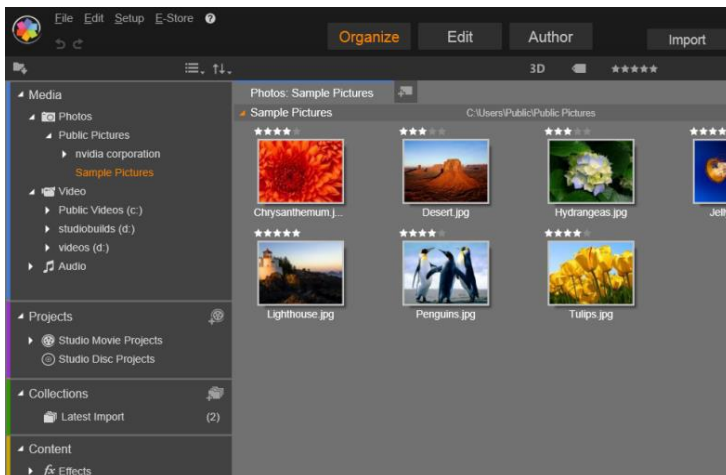 File Edit Setup E-Store ?
Organize Edit Author Import
3D
Media
Photos
Public Pictures
nvidia corporation
Sample Pictures
Video
Public Videos (c:)
studiobuilds (d:)
videos (d:)
Audio
Projects
Studio Movie Projects
Studio Disc Projects
Collections
Latest Import (2)
Content
fx Effects
Photos: Sample Pictures
Sample Pictures C:\Users\Public\Public Pictures
Chrysanthemum.j... Desert.jpg Hydrangeas.jpg Jell
Lighthouse.jpg Penguins.jpg Tulips.jpg